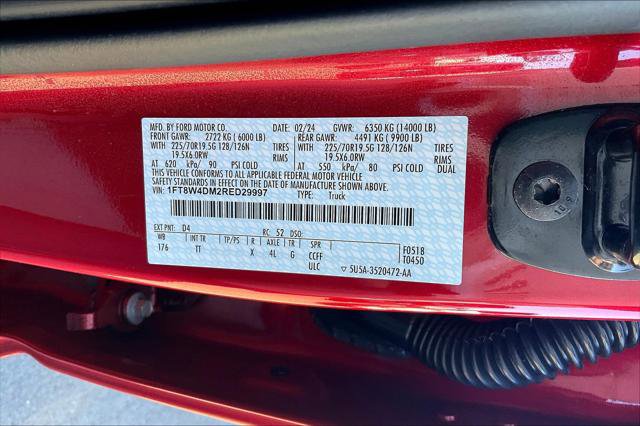 MFD. BY FORD MOTOR CO. 02/24 GVWR: 6350 KG (14000 LB)
FRONT GAWR: 2722 KG (6000 LB) REAR GAWR: 4491 KG (9900 LB)
WITH 225/70R19.5G 128/126N TIRES WITH 225/70R19.5G 128/126N TIRES
19.5X6.0RW RIMS 19.5X6.0RW RIMS
AT 620 kPa/ 90 PSI COLD AT 550 kPa/ 80 PSI COLD DUAL
THIS VEHICLE CONFORMS TO ALL APPLICABLE FEDERAL MOTOR VEHICLE
SAFETY STANDARDS IN EFFECT ON THE DATE OF MANUFACTURE SHOWN ABOVE.
VIN: 1FT8W4DM2RED29997 TYPE: Truck
EXT PNT: D4 RC: 52 DSO:
WB INT TR TP/PS R AXLE TR SPR F0518
176 TT X 4L G CCFF T0450
ULC ▽5U5A-3520472-AA
10.9